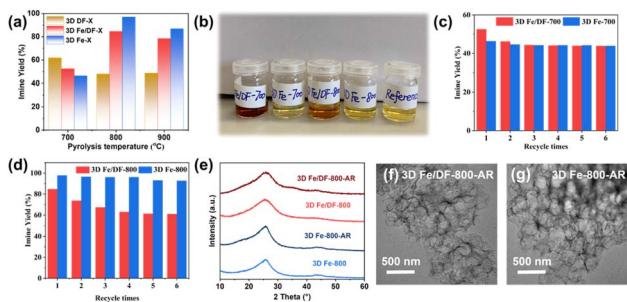 (a)
3D DF-X
3D Fe/DF-X
3D Fe-X
Imine Yield (%)
100
80
60
40
20
0
700 800 900
Pyrolysis temperature (°C)
(b)
Fe/DF-700
Fe-700
Fe/DF-800
Fe-800
Reference
(c)
3D Fe/DF-700
3D Fe-700
Imine Yield (%)
100
80
60
40
20
0
1 2 3 4 5 6
Recycle times
(d)
3D Fe/DF-800
3D Fe-800
Imine Yield (%)
100
80
60
40
20
0
1 2 3 4 5 6
Recycle times
(e)
Intensity (a.u.)
3D Fe/DF-800-AR
3D Fe/DF-800
3D Fe-800-AR
3D Fe-800
10 20 30 40 50 60
2 Theta (°)
(f) 3D Fe/DF-800-AR
500 nm
(g) 3D Fe-800-AR
500 nm